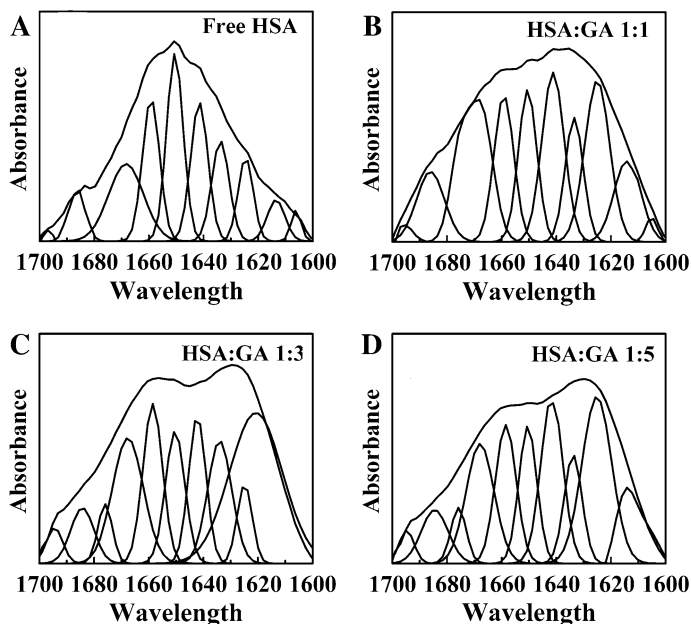 A
Free HSA
Absorbance
1700 1680 1660 1640 1620 1600
Wavelength
B
HSA:GA 1:1
Absorbance
1700 1680 1660 1640 1620 1600
Wavelength
C
HSA:GA 1:3
Absorbance
1700 1680 1660 1640 1620 1600
Wavelength
D
HSA:GA 1:5
Absorbance
1700 1680 1660 1640 1620 1600
Wavelength